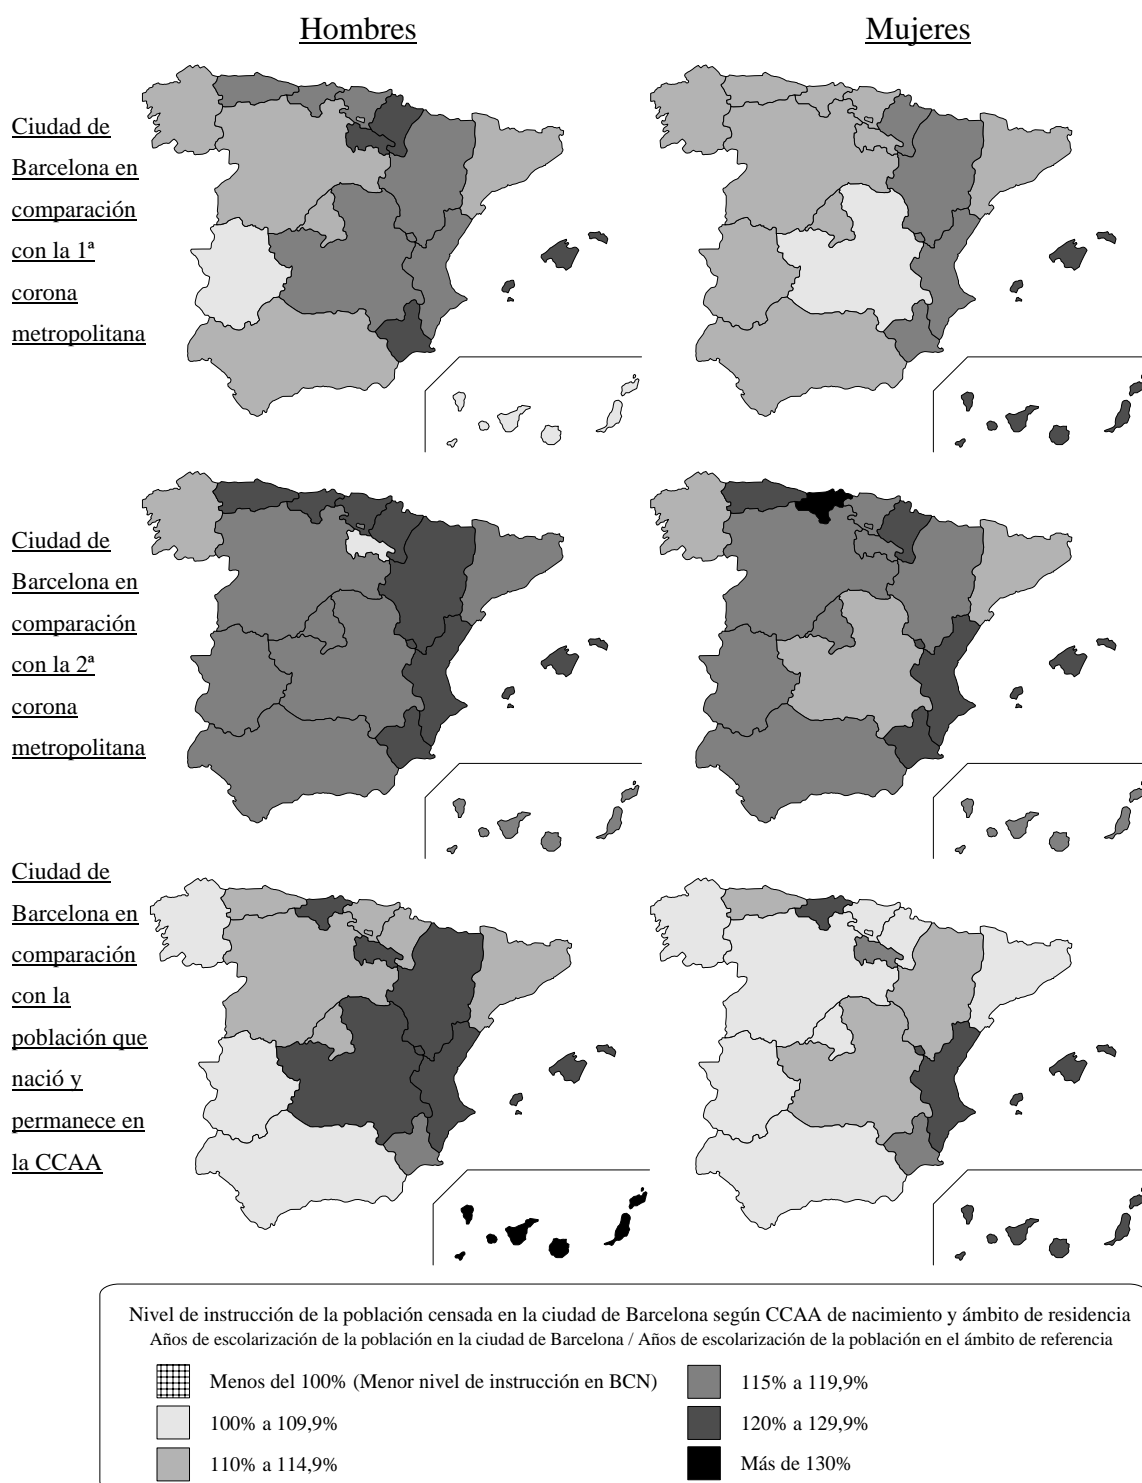 Hombres
Mujeres
Ciudad de
Barcelona en
comparación
con la 1ª
corona
metropolitana
Ciudad de
Barcelona en
comparación
con la 2ª
corona
metropolitana
Ciudad de
Barcelona en
comparación
con la
población que
nació y
permanece en
la CCAA
Nivel de instrucción de la población censada en la ciudad de Barcelona según CCAA de nacimiento y ámbito de residencia
Años de escolarización de la población en la ciudad de Barcelona / Años de escolarización de la población en el ámbito de referencia
Menos del 100% (Menor nivel de instrucción en BCN)
100% a 109,9%
110% a 114,9%
115% a 119,9%
120% a 129,9%
Más de 130%